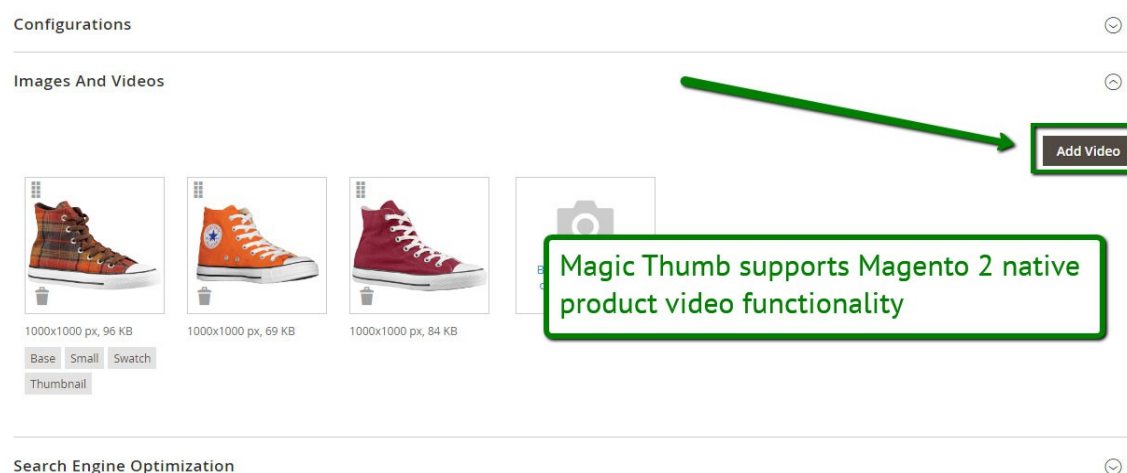 Configurations
Images And Videos
Add Video
1000x1000 px, 96 KB
1000x1000 px, 69 KB
1000x1000 px, 84 KB
Base Small Swatch
Thumbnail
Magic Thumb supports Magento 2 native
product video functionality
Search Engine Optimization